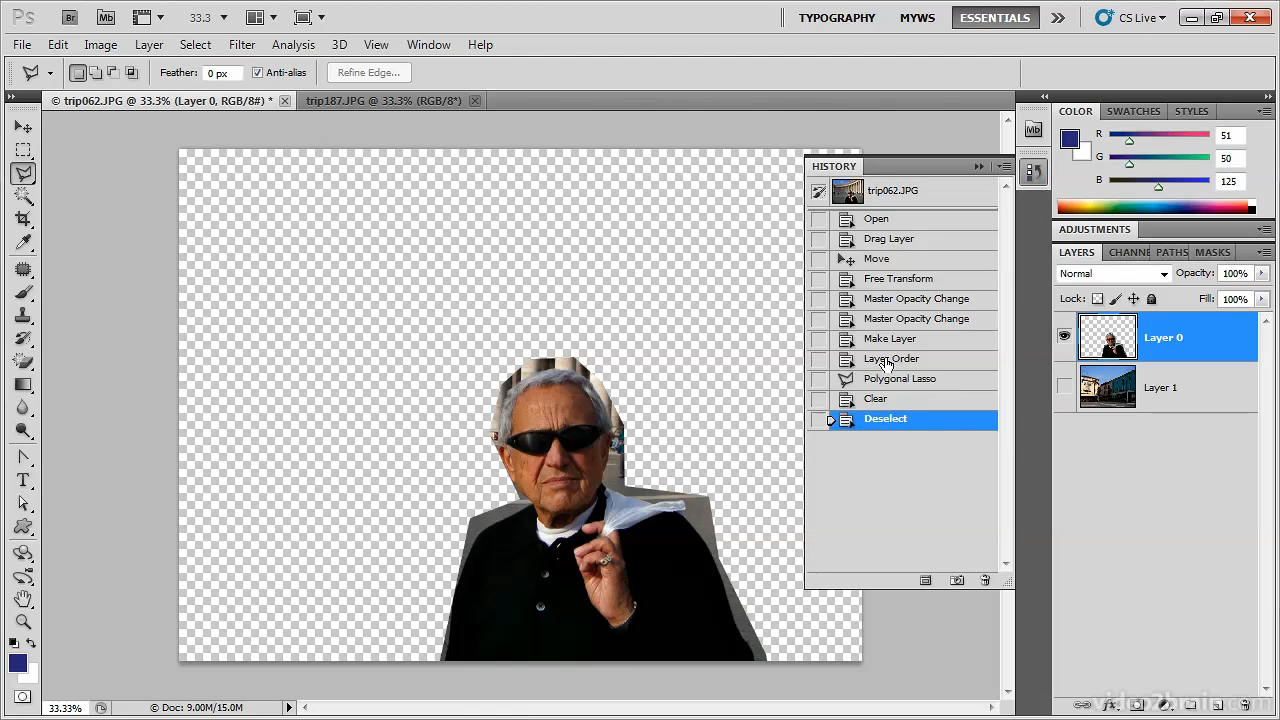 Ps Br Mb 33.3 TYPOGRAPHY MYWS ESSENTIALS CS Live
File Edit Image Layer Select Filter Analysis 3D View Window Help
Feather: 0 px Anti-alias Refine Edge...
© trip062.JPG @ 33.3% (Layer 0, RGB/8#) * trip187.JPG @ 33.3% (RGB/8*)
COLOR SWATCHES STYLES
Mb
R 51
G 50
B 125
HISTORY
trip062.JPG
Open
Drag Layer
Move
Free Transform
Master Opacity Change
Master Opacity Change
Make Layer
Layer Order
Polygonal Lasso
Clear
Deselect
ADJUSTMENTS
LAYERS CHANNE PATHS MASKS
Normal Opacity: 100%
Lock: Fill: 100%
Layer 0
Layer 1
T
33.33% © Doc: 9.00M/15.0M
video2brain.com